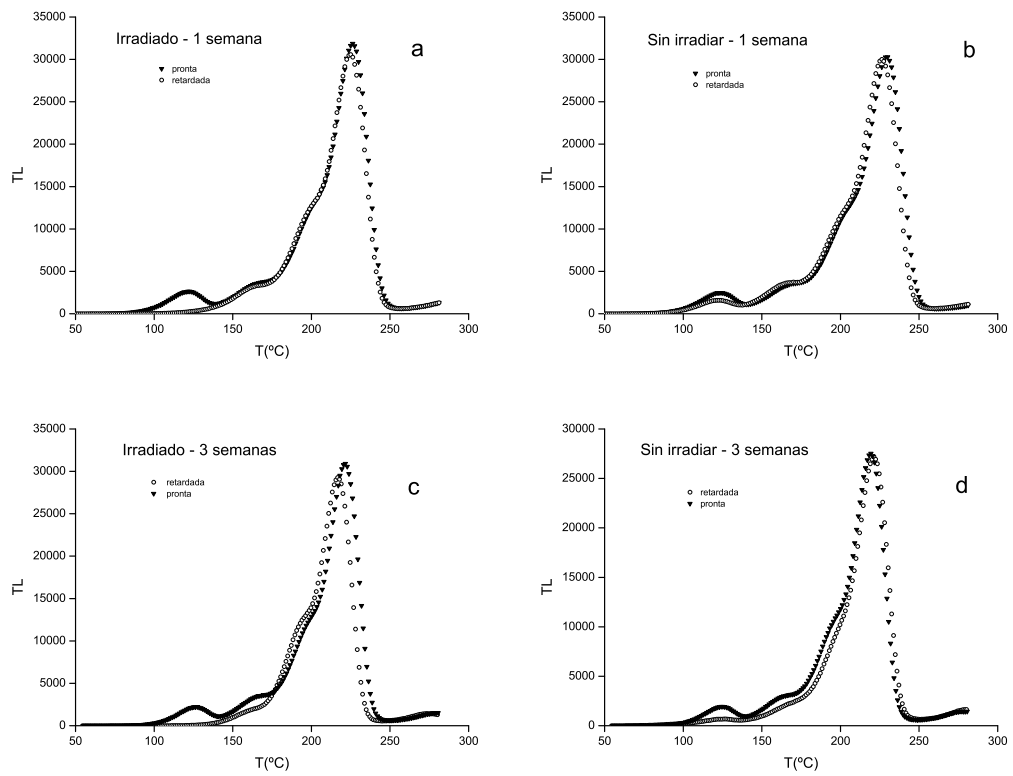 Irradiado - 1 semana
a
pronta
retardada
35000
30000
25000
20000
15000
10000
5000
0
TL
50 100 150 200 250 300
T(ºC)
Sin irradiar - 1 semana
b
pronta
retardada
35000
30000
25000
20000
15000
10000
5000
0
TL
50 100 150 200 250 300
T(ºC)
Irradiado - 3 semanas
c
retardada
pronta
35000
30000
25000
20000
15000
10000
5000
0
TL
50 100 150 200 250 300
T(ºC)
Sin irradiar - 3 semanas
d
retardada
pronta
30000
25000
20000
15000
10000
5000
0
TL
50 100 150 200 250 300
T(ºC)